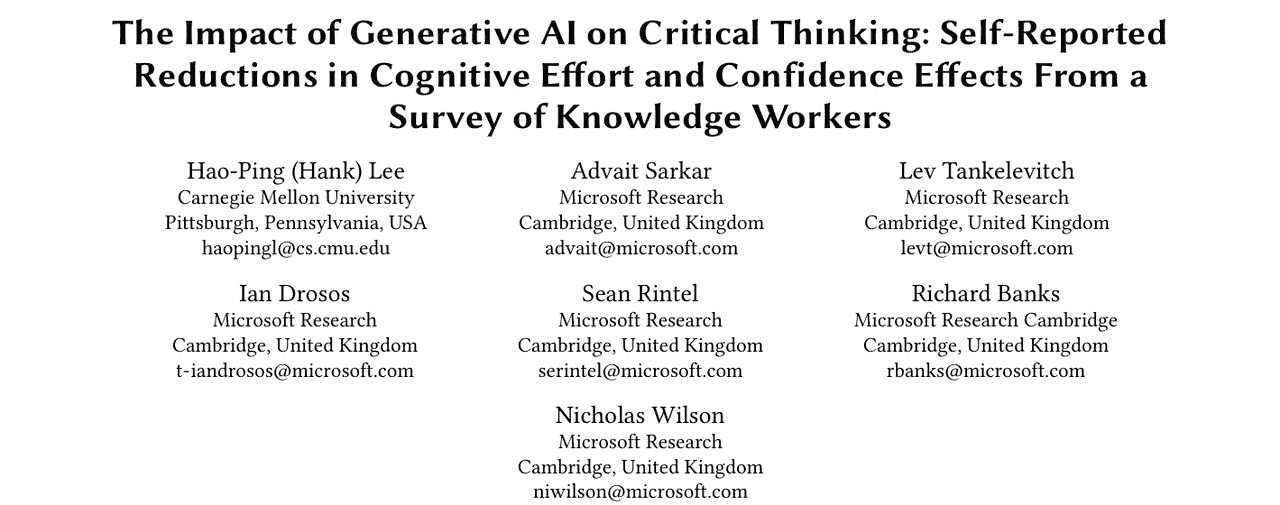 The Impact of Generative AI on Critical Thinking: Self-Reported
Reductions in Cognitive Effort and Confidence Effects From a
Survey of Knowledge Workers
Hao-Ping (Hank) Lee
Carnegie Mellon University
Pittsburgh, Pennsylvania, USA
haopingl@cs.cmu.edu
Advait Sarkar
Microsoft Research
Cambridge, United Kingdom
advait@microsoft.com
Lev Tankelevitch
Microsoft Research
Cambridge, United Kingdom
levt@microsoft.com
Ian Drosos
Microsoft Research
Cambridge, United Kingdom
t-iandrosos@microsoft.com
Sean Rintel
Microsoft Research
Cambridge, United Kingdom
serintel@microsoft.com
Richard Banks
Microsoft Research Cambridge
Cambridge, United Kingdom
rbanks@microsoft.com
Nicholas Wilson
Microsoft Research
Cambridge, United Kingdom
niwilson@microsoft.com